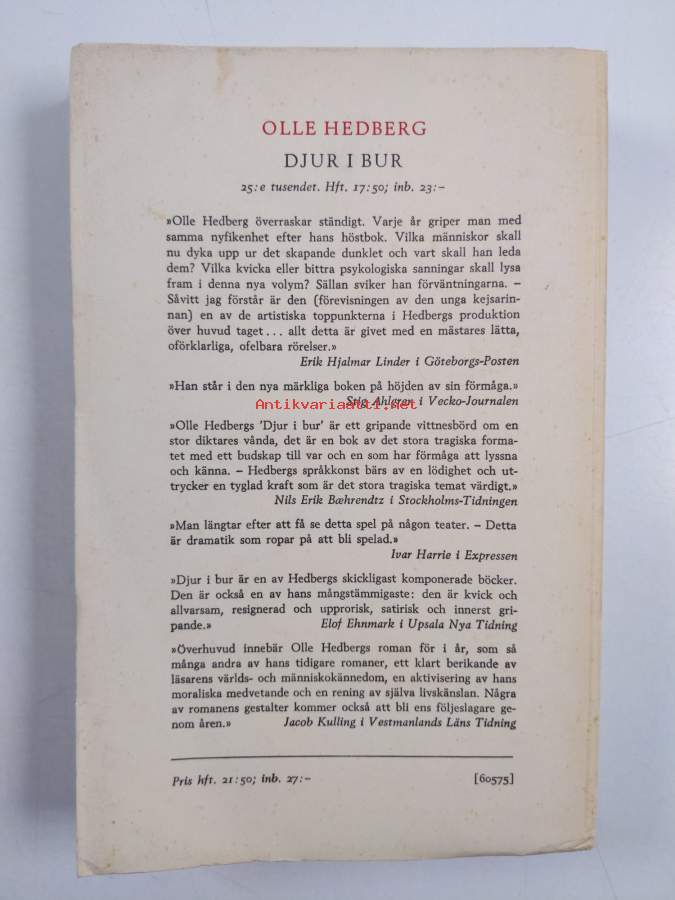 OLLE HEDBERG
DJUR I BUR
25:e tusendet. Hft. 17:50; inb. 23:–
»Olle Hedberg överraskar ständigt. Varje år griper man med
samma nyfikenhet efter hans höstbok. Vilka människor skall
nu dyka upp ur det skapande dunklet och vart skall han leda
dem? Vilka kvicka eller bittra psykologiska sanningar skall lysa
fram i denna nya volym? Sällan sviker han förväntningarna. –
Såvitt jag förstår är den (förevisningen av den unga kejsarin-
nan) en av de artistiska toppunkterna i Hedbergs produktion
över huvud taget... allt detta är givet med en mästares lätta,
oförklarliga, ofelbara rörelser.»
Erik Hjalmar Linder i Göteborgs-Posten
»Han står i den nya märkliga boken på höjden av sin förmåga.»
Stig Ahlgren i Vecko-Journalen
Antikvariaatti.net
»Olle Hedbergs 'Djur i bur' är ett gripande vittnesbörd om en
stor diktares vånda, det är en bok av det stora tragiska forma-
tet med ett budskap till var och en som har förmåga att lyssna
och känna. – Hedbergs språkkonst bärs av en lödighet och ut-
trycker en tyglad kraft som är det stora tragiska temat värdigt.»
Nils Erik Bæhrendtz i Stockholms-Tidningen
»Man längtar efter att få se detta spel på någon teater. – Detta
är dramatik som ropar på att bli spelad.»
Ivar Harrie i Expressen
»Djur i bur är en av Hedbergs skickligast komponerade böcker.
Den är också en av hans mångstämmigaste: den är kvick och
allvarsam, resignerad och upprorisk, satirisk och innerst gri-
pande.» Elof Ehnmark i Upsala Nya Tidning
»Överhuvud innebär Olle Hedbergs roman för i år, som så
många andra av hans tidigare romaner, ett klart berikande av
läsarens världs- och människokännedom, en aktivisering av hans
moraliska medvetande och en rening av själva livskänslan. Några
av romanens gestalter kommer också att bli ens följeslagare ge-
nom åren.» Jacob Kulling i Vestmanlands Läns Tidning
Pris hft. 21:50; inb. 27:– [60575]